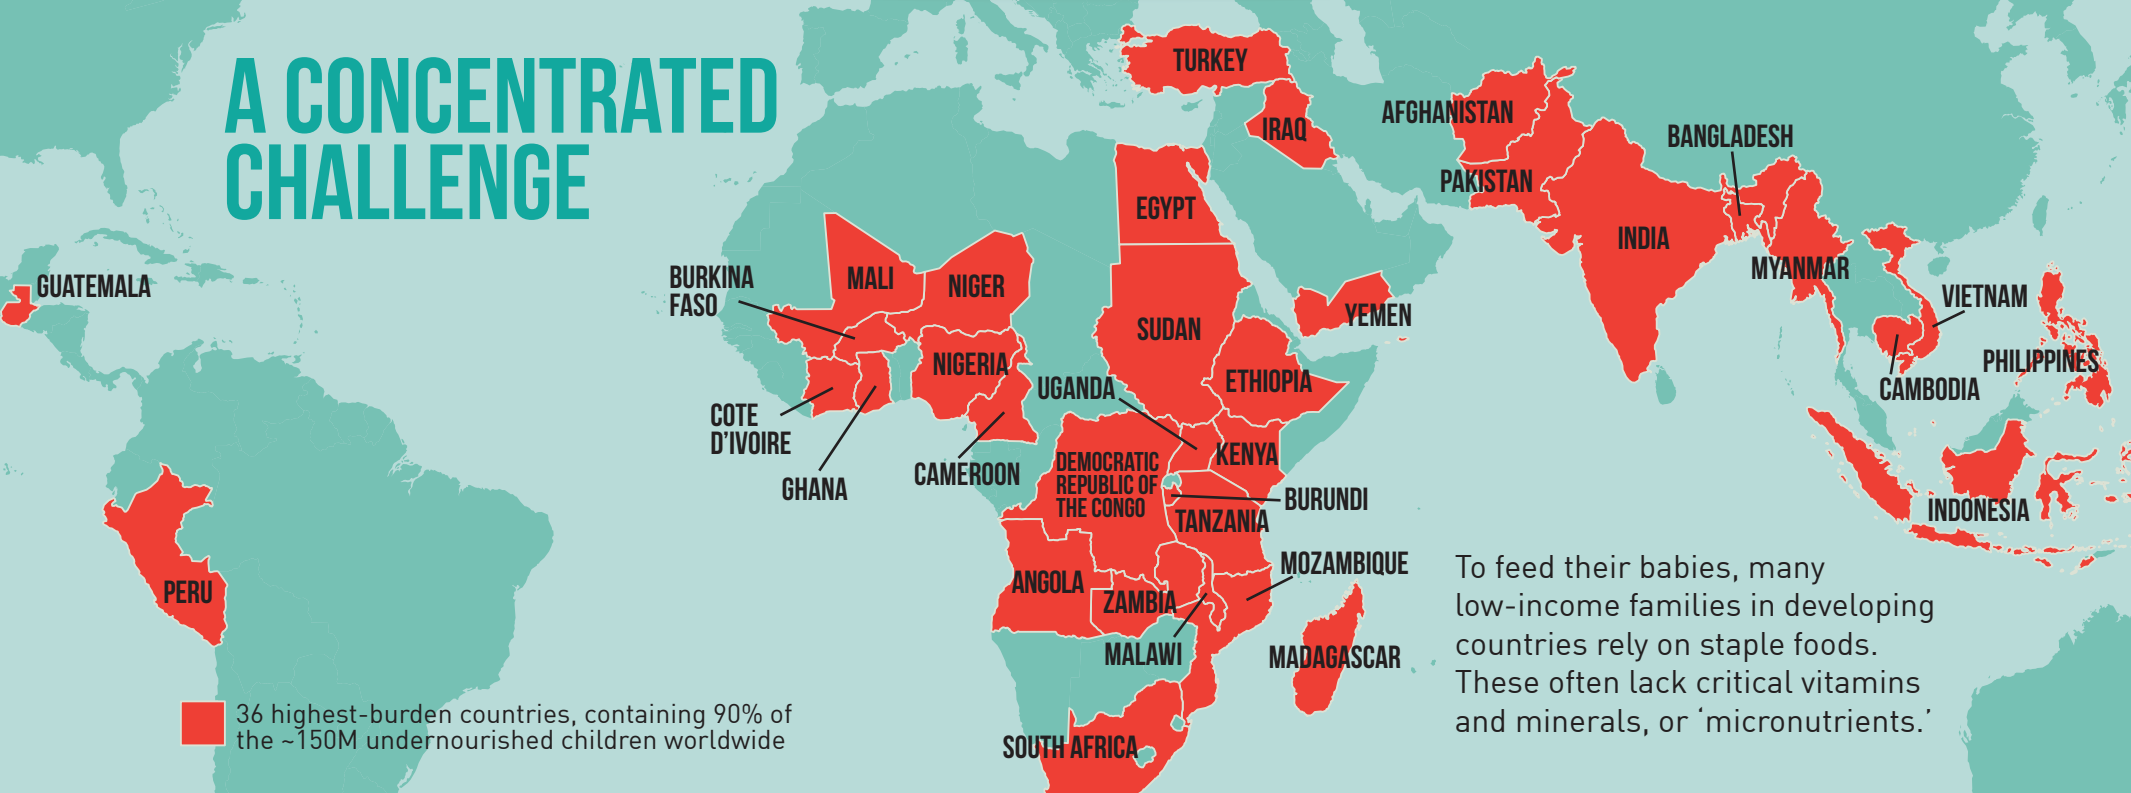 A CONCENTRATED
CHALLENGE
GUATEMALA
PERU
BURKINA
FASO
MALI
NIGER
NIGERIA
COTE
D'IVOIRE
GHANA
CAMEROON
EGYPT
SUDAN
UGANDA
ETHIOPIA
KENYA
DEMOCRATIC
REPUBLIC OF
THE CONGO
BURUNDI
TANZANIA
ANGOLA
ZAMBIA
MOZAMBIQUE
MALAWI
MADAGASCAR
SOUTH AFRICA
TURKEY
IRAQ
YEMEN
AFGHANISTAN
PAKISTAN
INDIA
BANGLADESH
MYANMAR
VIETNAM
CAMBODIA
PHILIPPINES
INDONESIA
36 highest-burden countries, containing 90% of
the ~150M undernourished children worldwide
To feed their babies, many
low-income families in developing
countries rely on staple foods.
These often lack critical vitamins
and minerals, or ‘micronutrients.’